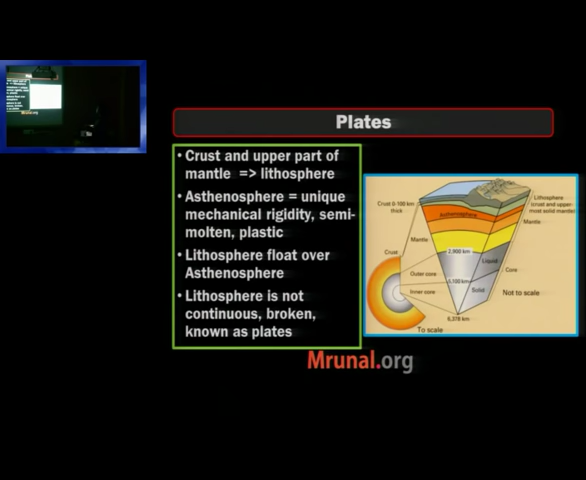 Plates
• Crust and upper part of
mantle => lithosphere
• Asthenosphere = unique
mechanical rigidity, semi-
molten, plastic
• Lithosphere float over
Asthenosphere
• Lithosphere is not
continuous, broken,
known as plates
Crust 0-100 km
thick
Asthenosphere
Lithosphere
(crust and upper-
most solid mantle)
Mantle
Mantle
Crust
2,900 km
Liquid
Outer core
Core
5,100 km
Inner core
Solid
Not to scale
6,378 km
To scale
Mrunal.org